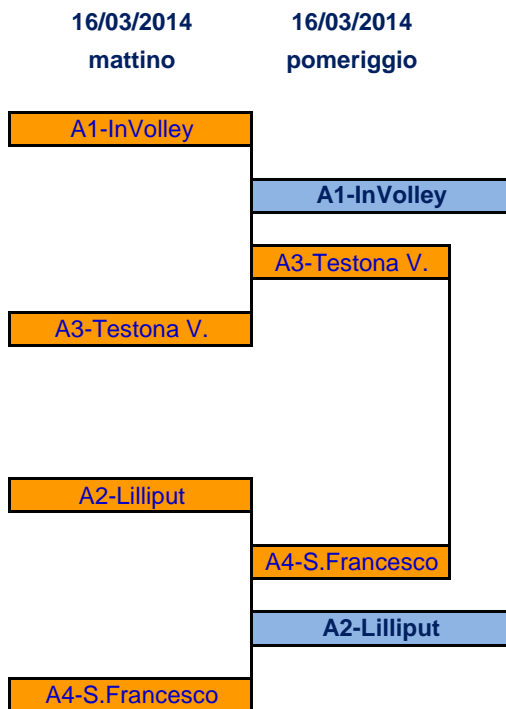 16/03/2014 16/03/2014
mattino pomeriggio
A1-InVolley
A1-InVolley
A3-Testona V.
A3-Testona V.
A2-Lilliput
A4-S.Francesco
A2-Lilliput
A4-S.Francesco